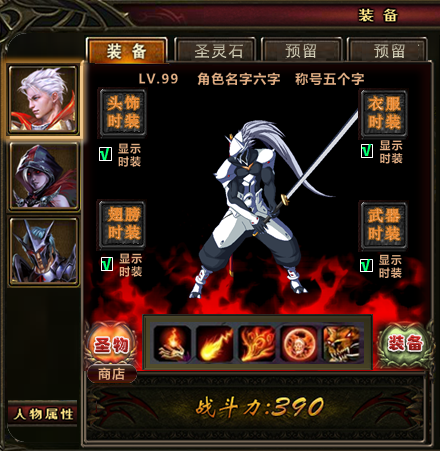 装备
装备 圣灵石 预留 预留
LV.99 角色名字六字 称号五个字
头饰
时装
显示
时装
衣服
时装
显示
时装
翅膀
时装
显示
时装
武器
时装
显示
时装
圣物
装备
商店
人物属性
战斗力:390